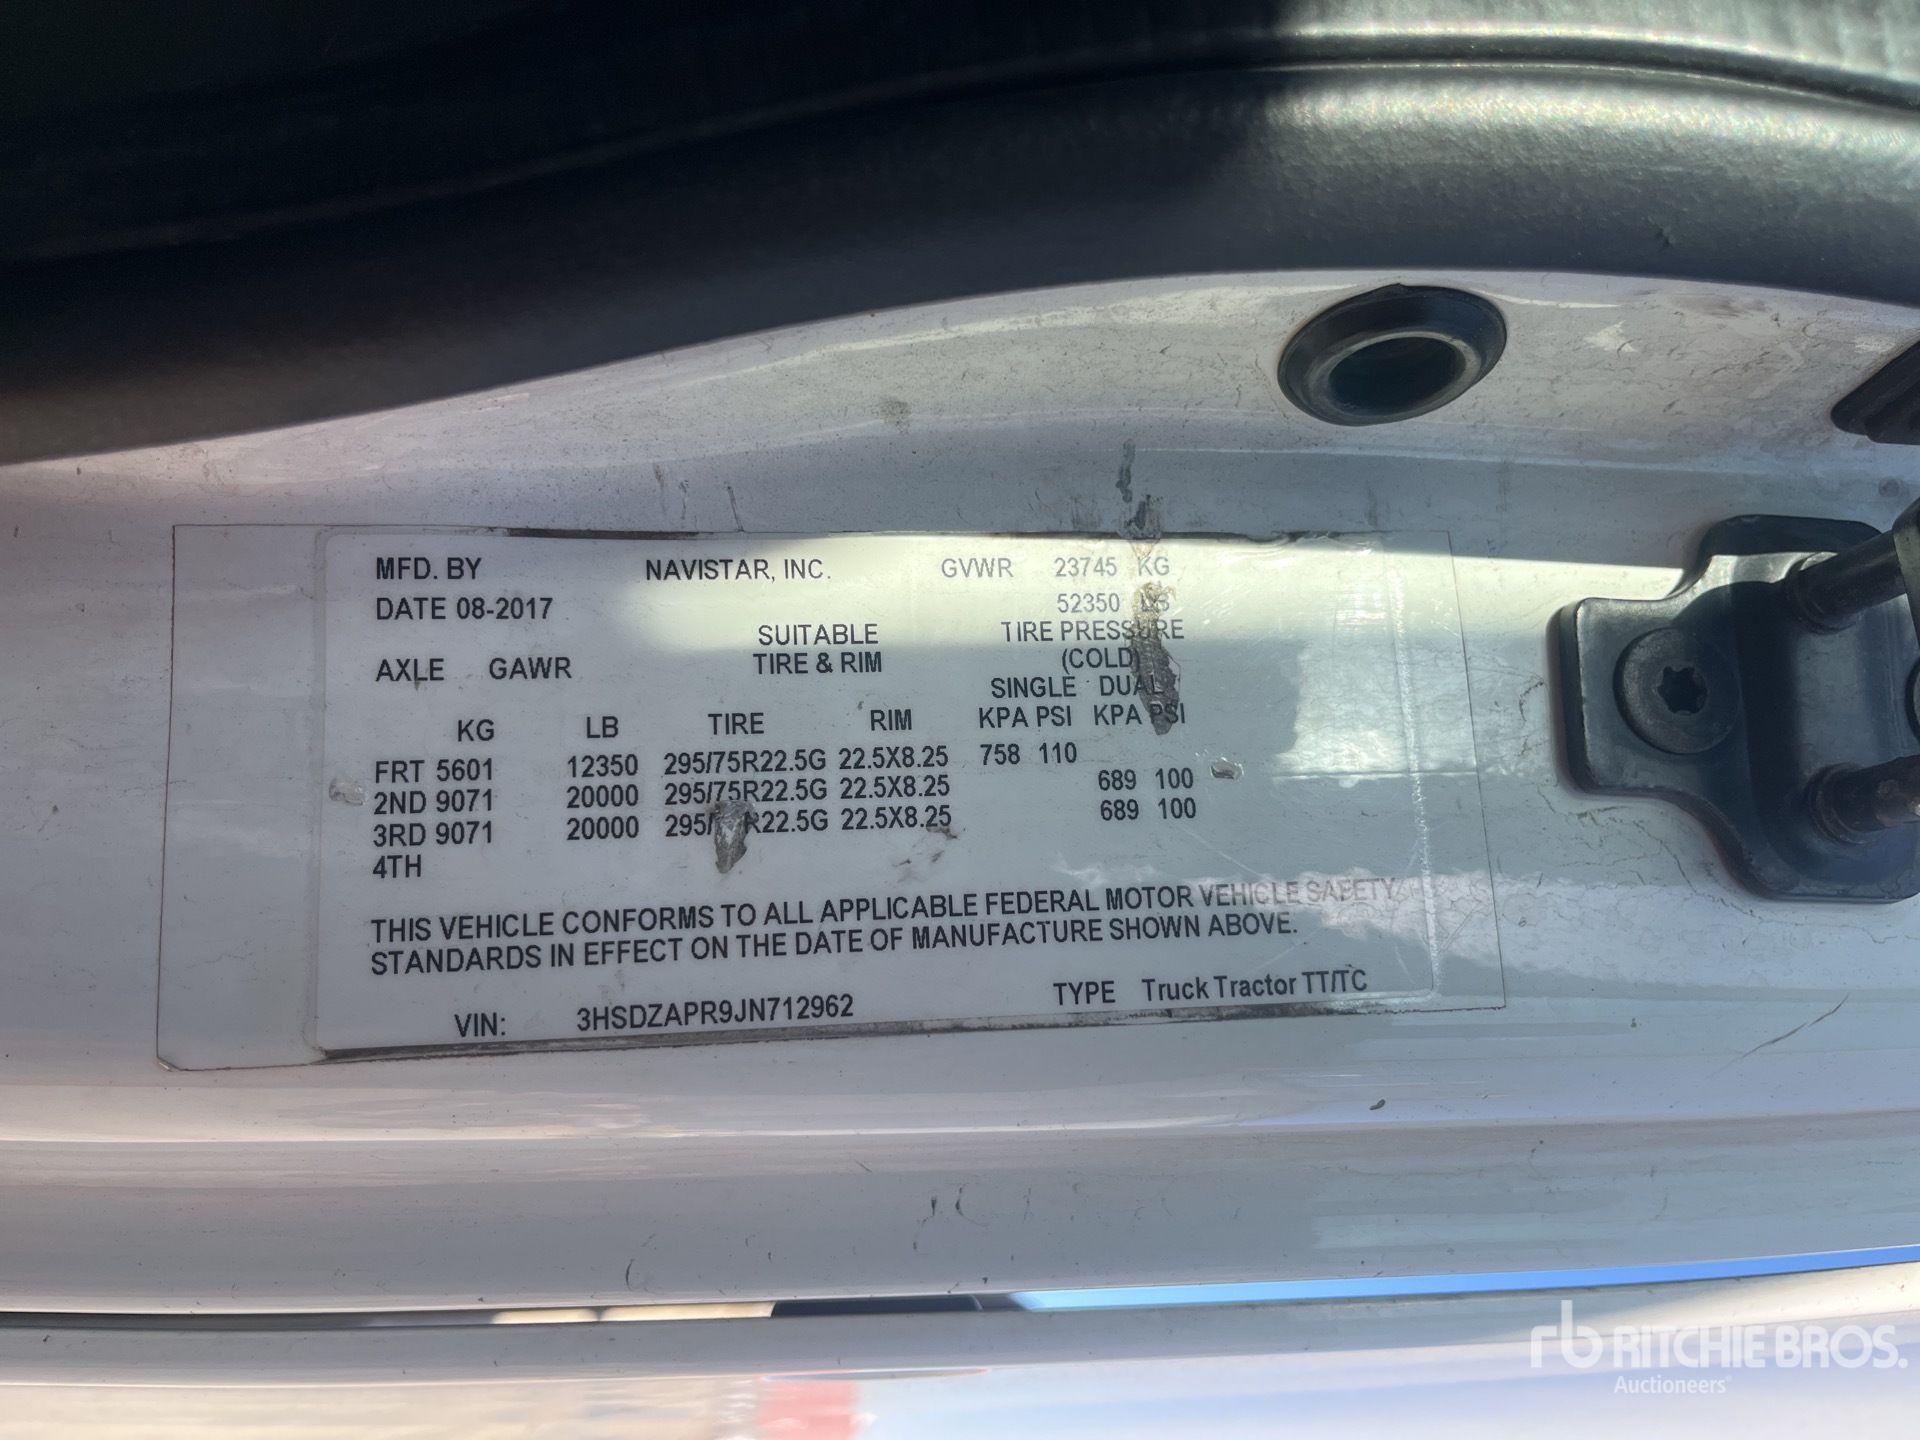 MFD. BY NAVISTAR, INC. GVWR 23745 KG
DATE 08-2017 52350 LB
SUITABLE TIRE PRESSURE
AXLE GAWR TIRE & RIM (COLD)
SINGLE DUAL
KG LB TIRE RIM KPA PSI KPA PSI
FRT 5601 12350 295/75R22.5G 22.5X8.25 758 110
2ND 9071 20000 295/75R22.5G 22.5X8.25 689 100
3RD 9071 20000 295/75R22.5G 22.5X8.25 689 100
4TH
THIS VEHICLE CONFORMS TO ALL APPLICABLE FEDERAL MOTOR VEHICLE SAFETY
STANDARDS IN EFFECT ON THE DATE OF MANUFACTURE SHOWN ABOVE.
VIN: 3HSDZAPR9JN712962 TYPE Truck Tractor TT/TC
rb RITCHIE BROS.
Auctioneers